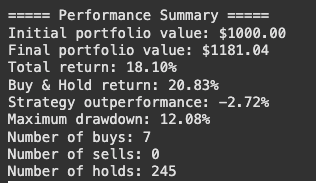 ===== Performance Summary =====
Initial portfolio value: $1000.00
Final portfolio value: $1181.04
Total return: 18.10%
Buy & Hold return: 20.83%
Strategy outperformance: -2.72%
Maximum drawdown: 12.08%
Number of buys: 7
Number of sells: 0
Number of holds: 245